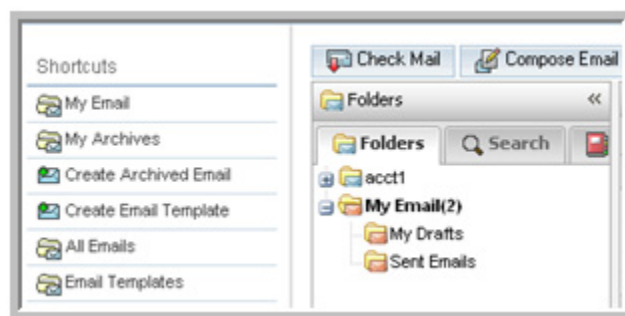 Shortcuts
My Email
My Archives
Create Archived Email
Create Email Template
All Emails
Email Templates
Check Mail
Compose Email
Folders «
Folders
Search
acct1
My Email(2)
My Drafts
Sent Emails